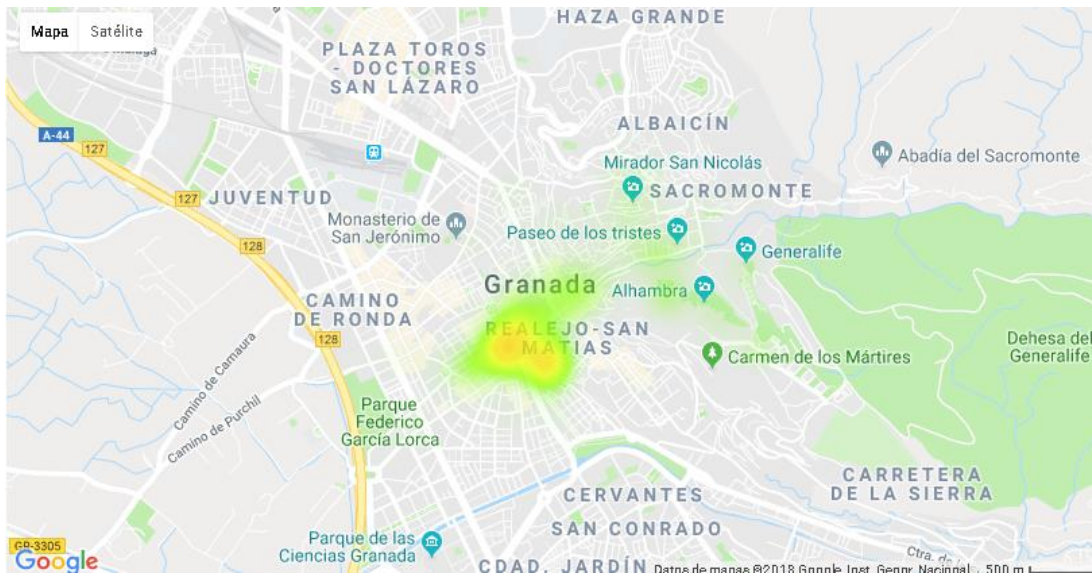 Mapa Satélite
HAZA GRANDE
PLAZA TOROS
- DOCTORES
SAN LÁZARO
A-44
127
ALBAICÍN
Mirador San Nicolás
Abadía del Sacromonte
SACROMONTE
127
JUVENTUD
Monasterio de
San Jerónimo
Paseo de los tristes
128
Generalife
Granada
Alhambra
CAMINO
DE RONDA
REALEJO-SAN
MATIAS
128
Dehesa del
Generalife
Carmen de los Mártires
Camino de Camaura
Camino de Purchil
Parque
Federico
García Lorca
CARRETERA
DE LA SIERRA
CERVANTES
SAN CONRADO
Parque de las
Ciencias Granada
GR-3305
Google
CDAD. JARDÍN
Ctra. de
Datos de mapas ©2018 Google, Inst. Geogr. Nacional
500 m